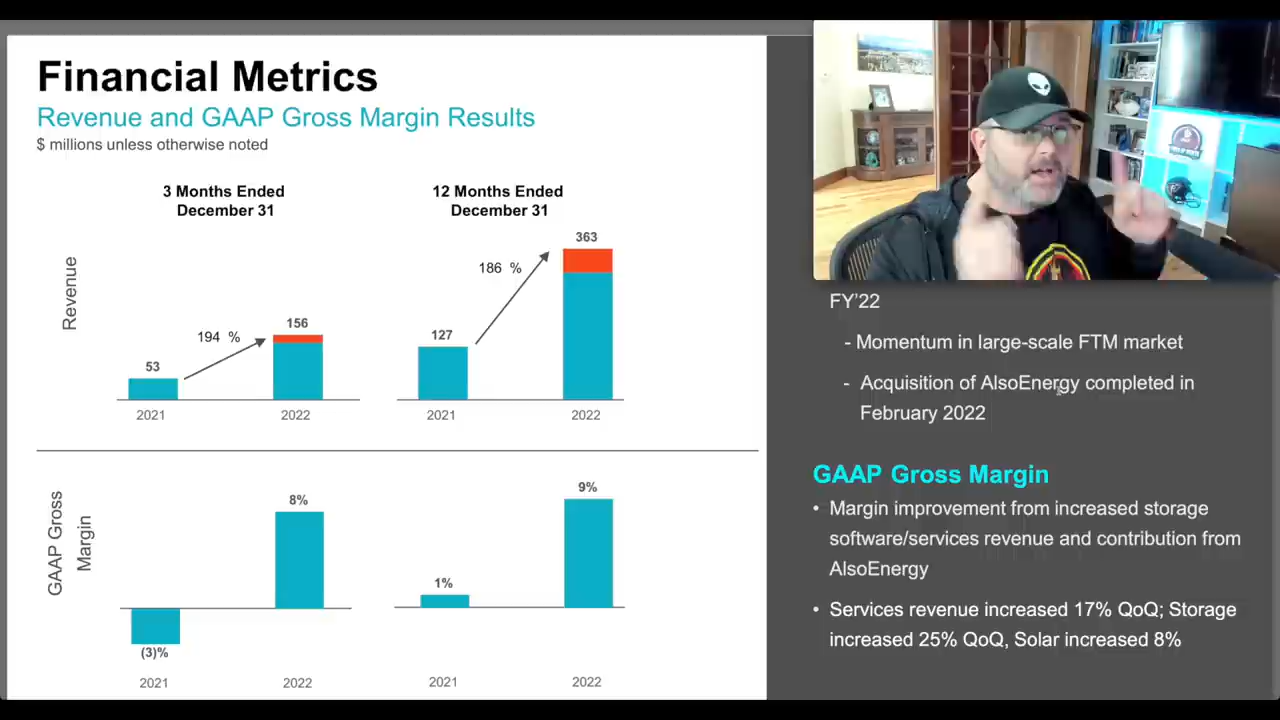 Financial Metrics
Revenue and GAAP Gross Margin Results
$ millions unless otherwise noted
3 Months Ended
December 31
12 Months Ended
December 31
Revenue
53
194 %
156
2021
2022
127
186 %
363
2021
2022
GAAP Gross
Margin
(3)%
8%
2021
2022
1%
9%
2021
2022
FY'22
- Momentum in large-scale FTM market
- Acquisition of AlsoEnergy completed in
February 2022
GAAP Gross Margin
• Margin improvement from increased storage
software/services revenue and contribution from
AlsoEnergy
• Services revenue increased 17% QoQ; Storage
increased 25% QoQ, Solar increased 8%